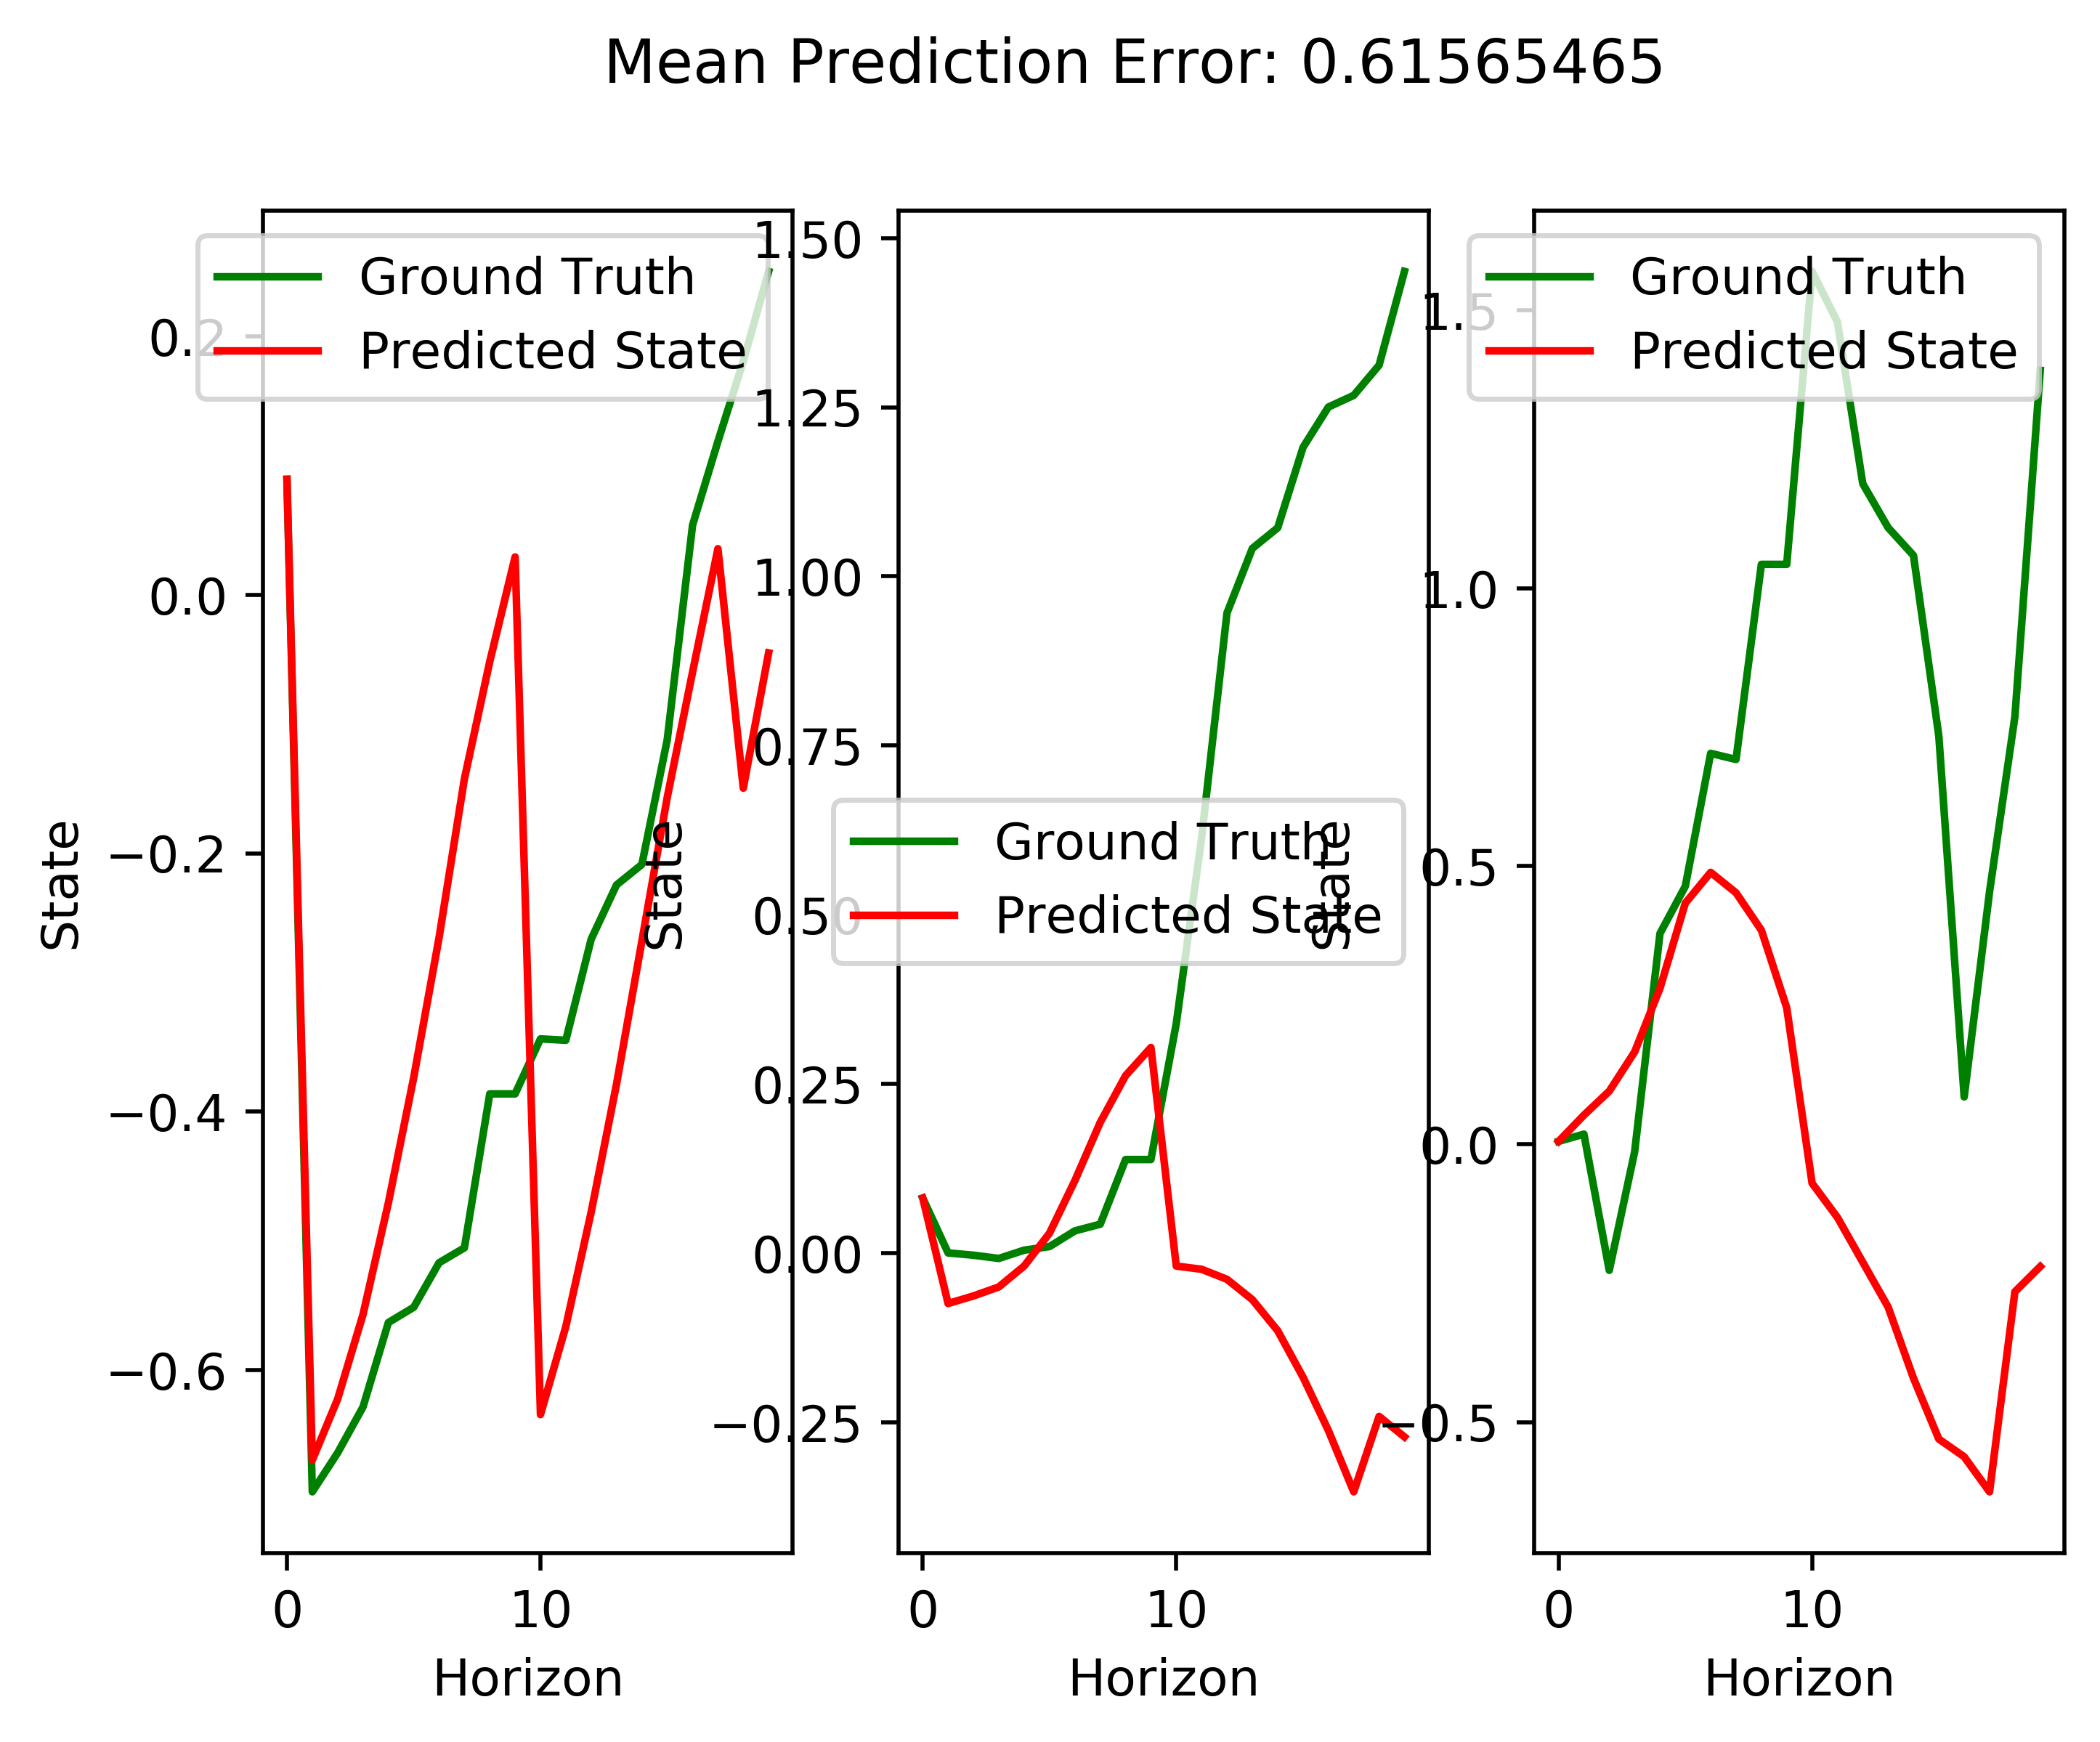 Mean Prediction Error: 0.61565465
Ground Truth
Predicted State
0.2
0.0
−0.2
−0.4
−0.6
State
0
10
Horizon
1.50
1.25
1.00
0.75
0.50
0.25
0.00
−0.25
State
Ground Truth
Predicted State
0
10
Horizon
Ground Truth
Predicted State
1.5
1.0
0.5
0.0
−0.5
State
0
10
Horizon